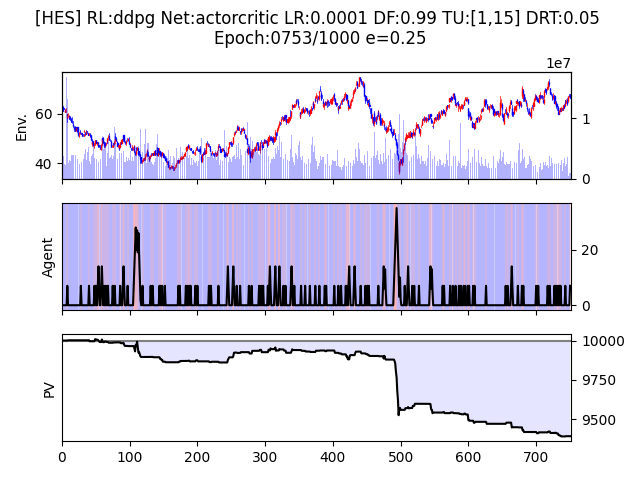 [HES] RL:ddpg Net:actorcritic LR:0.0001 DF:0.99 TU:[1,15] DRT:0.05
Epoch:0753/1000 e=0.25
1e7
Env.
60
40
1
0
Agent
20
0
PV
10000
9750
9500
0 100 200 300 400 500 600 700